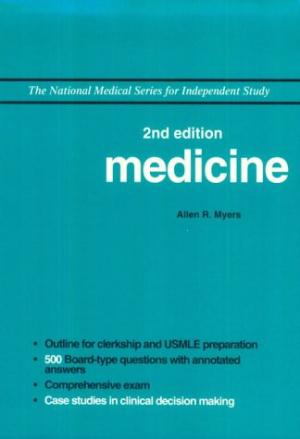 The National Medical Series for Independent Study
2nd edition
medicine
Allen R. Myers
• Outline for clerkship and USMLE preparation
• 500 Board-type questions with annotated
answers
• Comprehensive exam
• Case studies in clinical decision making